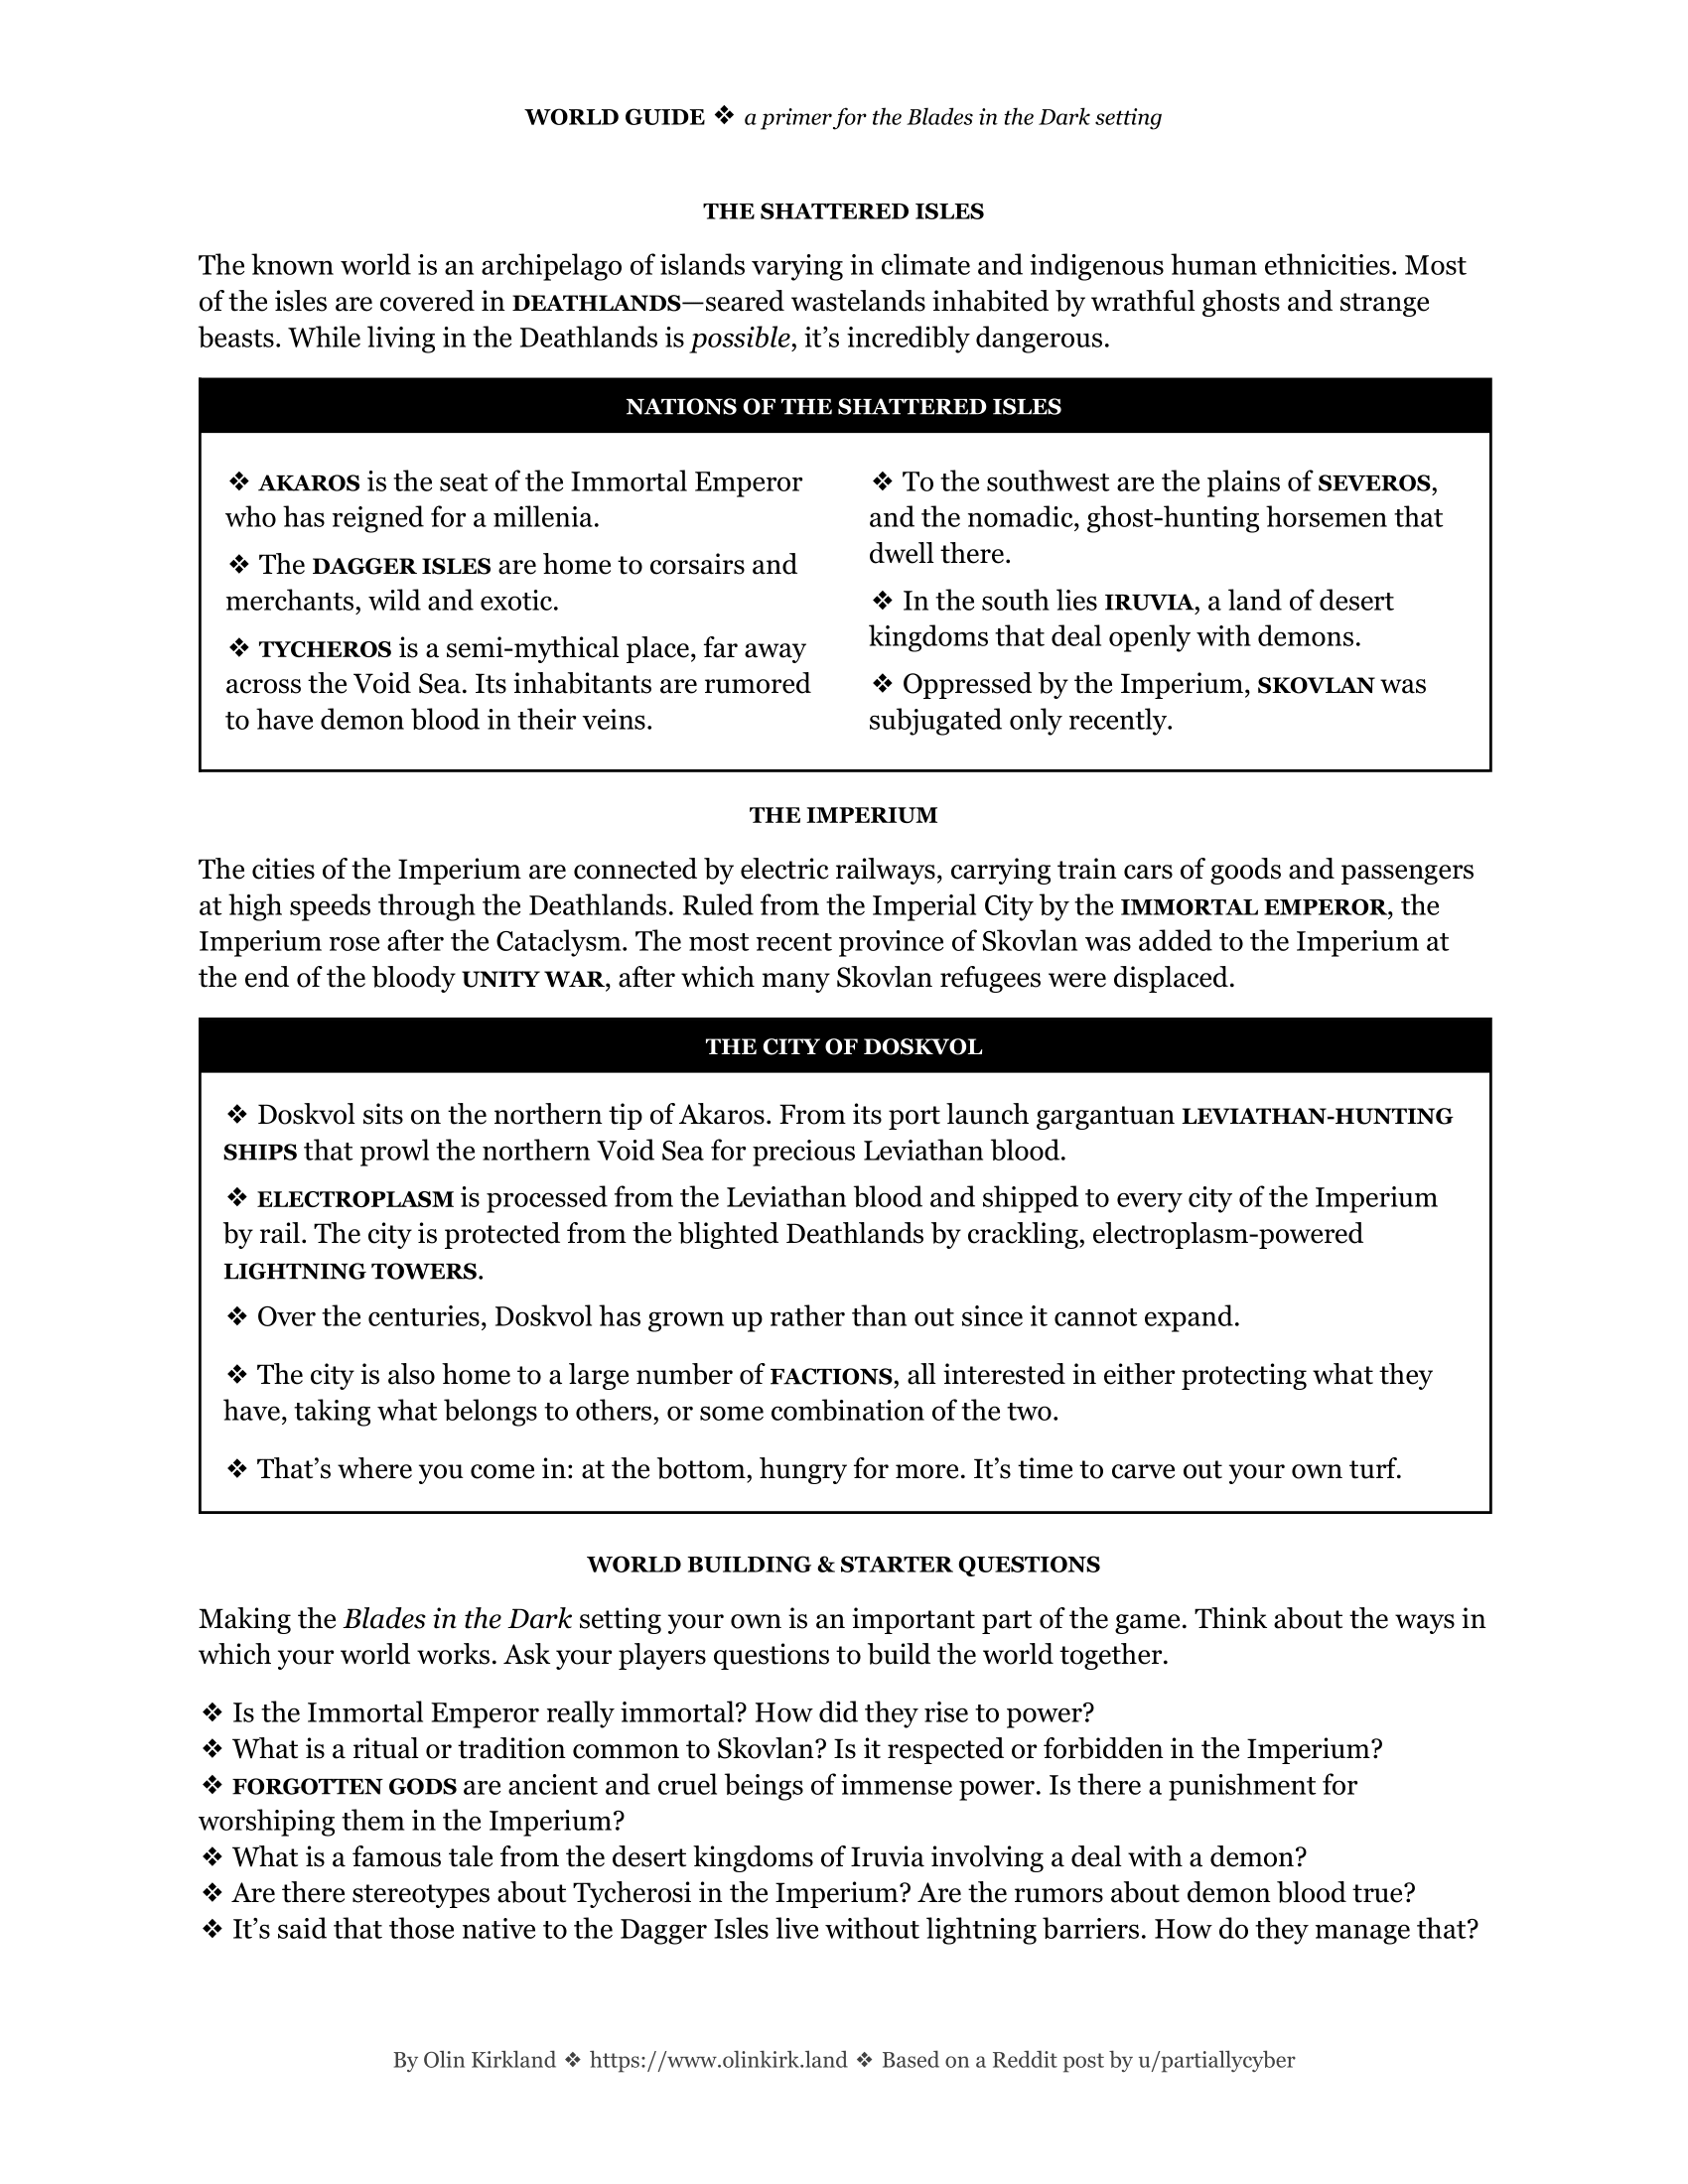 WORLD GUIDE ❖ a primer for the Blades in the Dark setting
THE SHATTERED ISLES
The known world is an archipelago of islands varying in climate and indigenous human ethnicities. Most
of the isles are covered in DEATHLANDS—seared wastelands inhabited by wrathful ghosts and strange
beasts. While living in the Deathlands is possible, it’s incredibly dangerous.
NATIONS OF THE SHATTERED ISLES
❖ AKAROS is the seat of the Immortal Emperor
who has reigned for a millenia.
❖ The DAGGER ISLES are home to corsairs and
merchants, wild and exotic.
❖ TYCHEROS is a semi-mythical place, far away
across the Void Sea. Its inhabitants are rumored
to have demon blood in their veins.
❖ To the southwest are the plains of SEVEROS,
and the nomadic, ghost-hunting horsemen that
dwell there.
❖ In the south lies IRUVIA, a land of desert
kingdoms that deal openly with demons.
❖ Oppressed by the Imperium, SKOVLAN was
subjugated only recently.
THE IMPERIUM
The cities of the Imperium are connected by electric railways, carrying train cars of goods and passengers
at high speeds through the Deathlands. Ruled from the Imperial City by the IMMORTAL EMPEROR, the
Imperium rose after the Cataclysm. The most recent province of Skovlan was added to the Imperium at
the end of the bloody UNITY WAR, after which many Skovlan refugees were displaced.
THE CITY OF DOSKVOL
❖ Doskvol sits on the northern tip of Akaros. From its port launch gargantuan LEVIATHAN-HUNTING
SHIPS that prowl the northern Void Sea for precious Leviathan blood.
❖ ELECTROPLASM is processed from the Leviathan blood and shipped to every city of the Imperium
by rail. The city is protected from the blighted Deathlands by crackling, electroplasm-powered
LIGHTNING TOWERS.
❖ Over the centuries, Doskvol has grown up rather than out since it cannot expand.
❖ The city is also home to a large number of FACTIONS, all interested in either protecting what they
have, taking what belongs to others, or some combination of the two.
❖ That’s where you come in: at the bottom, hungry for more. It’s time to carve out your own turf.
WORLD BUILDING & STARTER QUESTIONS
Making the Blades in the Dark setting your own is an important part of the game. Think about the ways in
which your world works. Ask your players questions to build the world together.
❖ Is the Immortal Emperor really immortal? How did they rise to power?
❖ What is a ritual or tradition common to Skovlan? Is it respected or forbidden in the Imperium?
❖ FORGOTTEN GODS are ancient and cruel beings of immense power. Is there a punishment for
worshiping them in the Imperium?
❖ What is a famous tale from the desert kingdoms of Iruvia involving a deal with a demon?
❖ Are there stereotypes about Tycherosi in the Imperium? Are the rumors about demon blood true?
❖ It’s said that those native to the Dagger Isles live without lightning barriers. How do they manage that?
By Olin Kirkland ❖ https://www.olinkirk.land ❖ Based on a Reddit post by u/partiallycyber